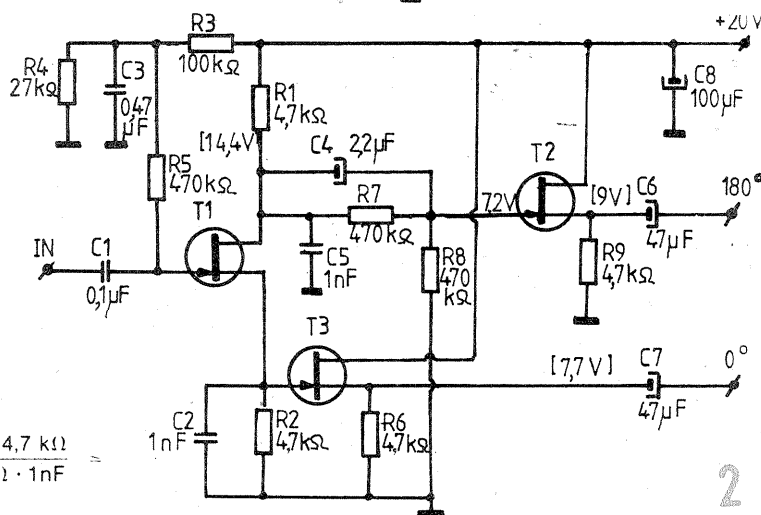 +20V
R3
100kΩ
R4
27kΩ
C3
0,47
µF
R1
4,7kΩ
C8
100µF
[14,4V]
C4
2,2µF
T2
R5
470kΩ
R7
470kΩ
7,2V
[9V]
C6
47µF
180°
T1
IN
C1
0,1µF
C5
1nF
R8
470
kΩ
R9
4,7kΩ
T3
[7,7V]
C7
47µF
0°
C2
1nF
R2
4,7kΩ
R6
4,7kΩ
4,7 kΩ
Ω · 1nF
=
2